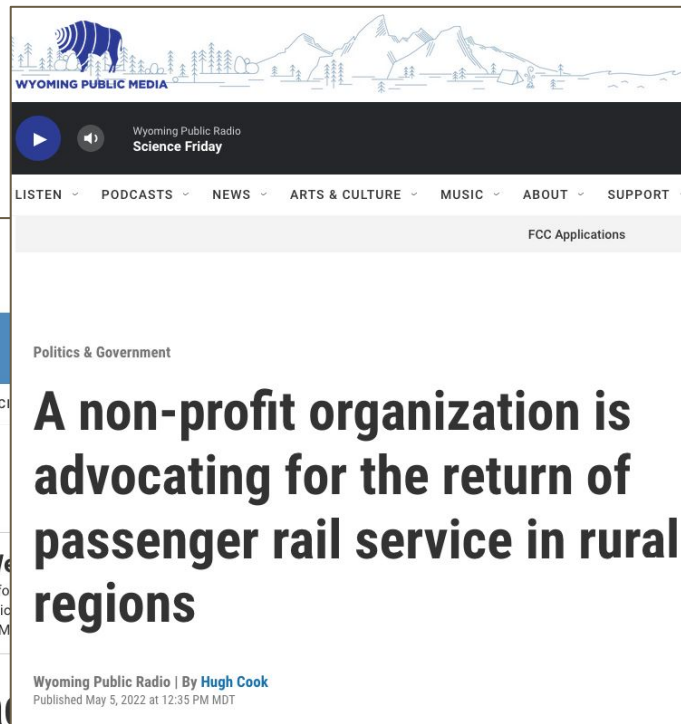 WYOMING PUBLIC MEDIA
Wyoming Public Radio
Science Friday
LISTEN PODCASTS NEWS ARTS & CULTURE MUSIC ABOUT SUPPORT
FCC Applications
Politics & Government
A non-profit organization is
advocating for the return of
passenger rail service in rural
regions
Wyoming Public Radio | By Hugh Cook
Published May 5, 2022 at 12:35 PM MDT